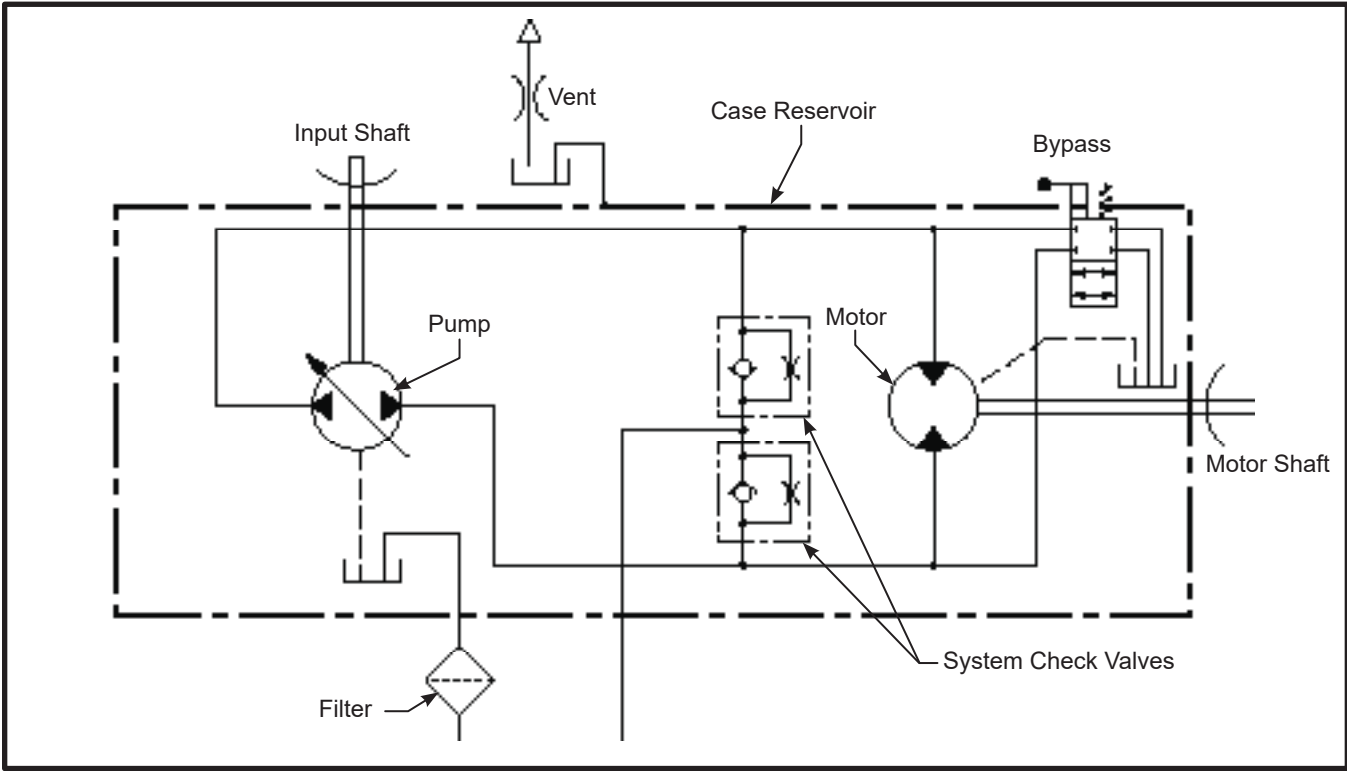 Vent
Case Reservoir
Input Shaft
Bypass
Pump
Motor
Motor Shaft
System Check Valves
Filter